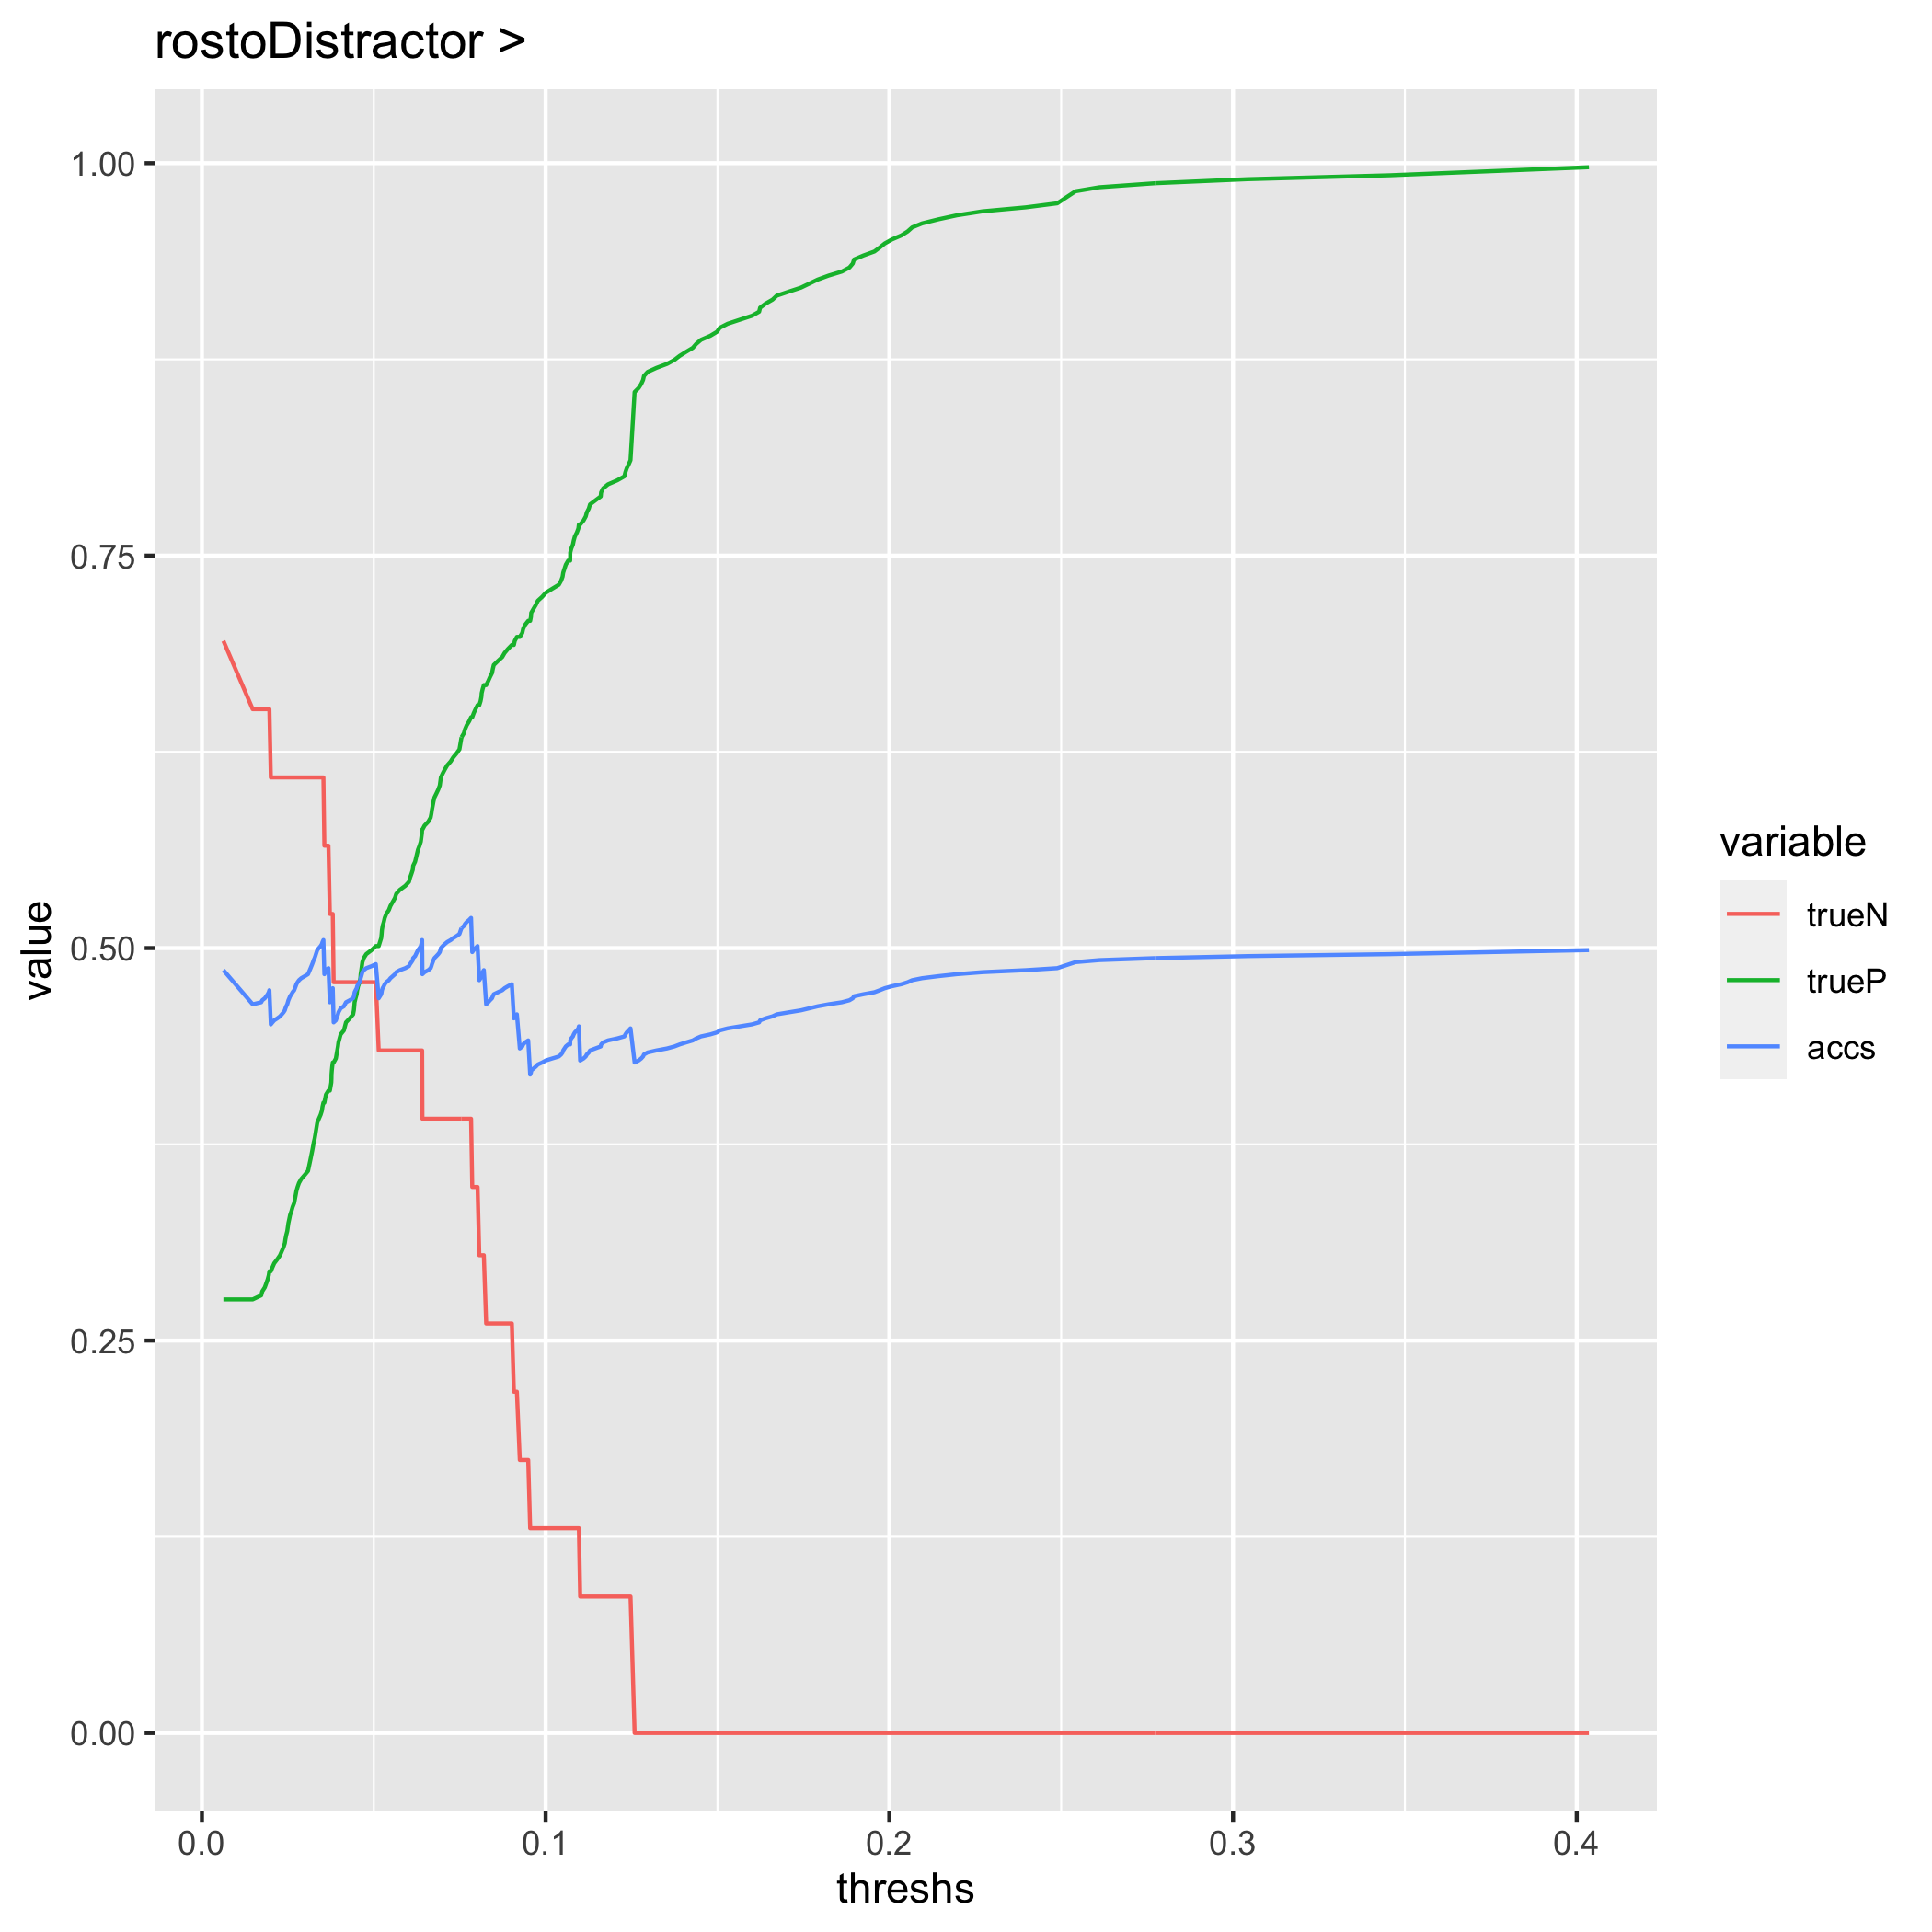 rostoDistractor >
1.00
0.75
0.50
0.25
0.00
value
0.0 0.1 0.2 0.3 0.4
threshs
variable
trueN
trueP
accs